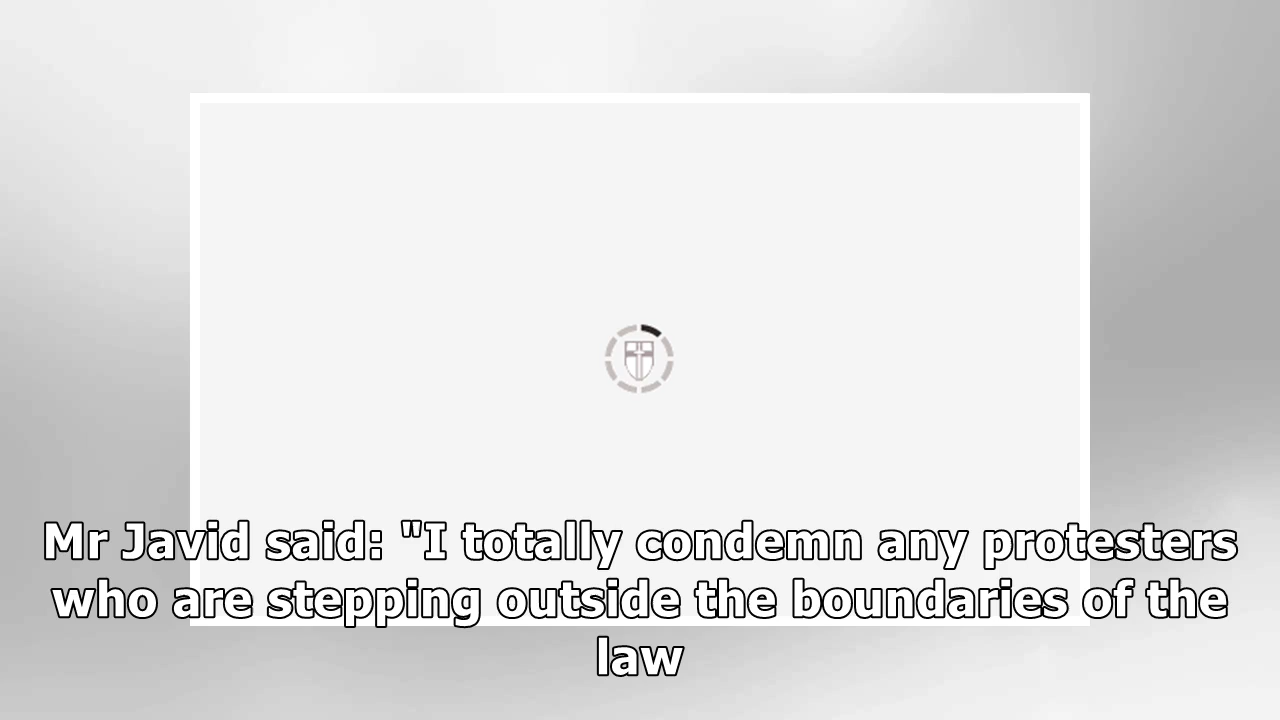 Mr Javid said: "I totally condemn any protesters
who are stepping outside the boundaries of the
law